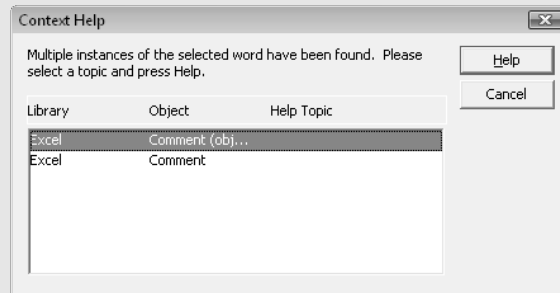 Context Help
Multiple instances of the selected word have been found. Please
select a topic and press Help.
Help
Cancel
Library Object Help Topic
Excel Comment (obj...
Excel Comment